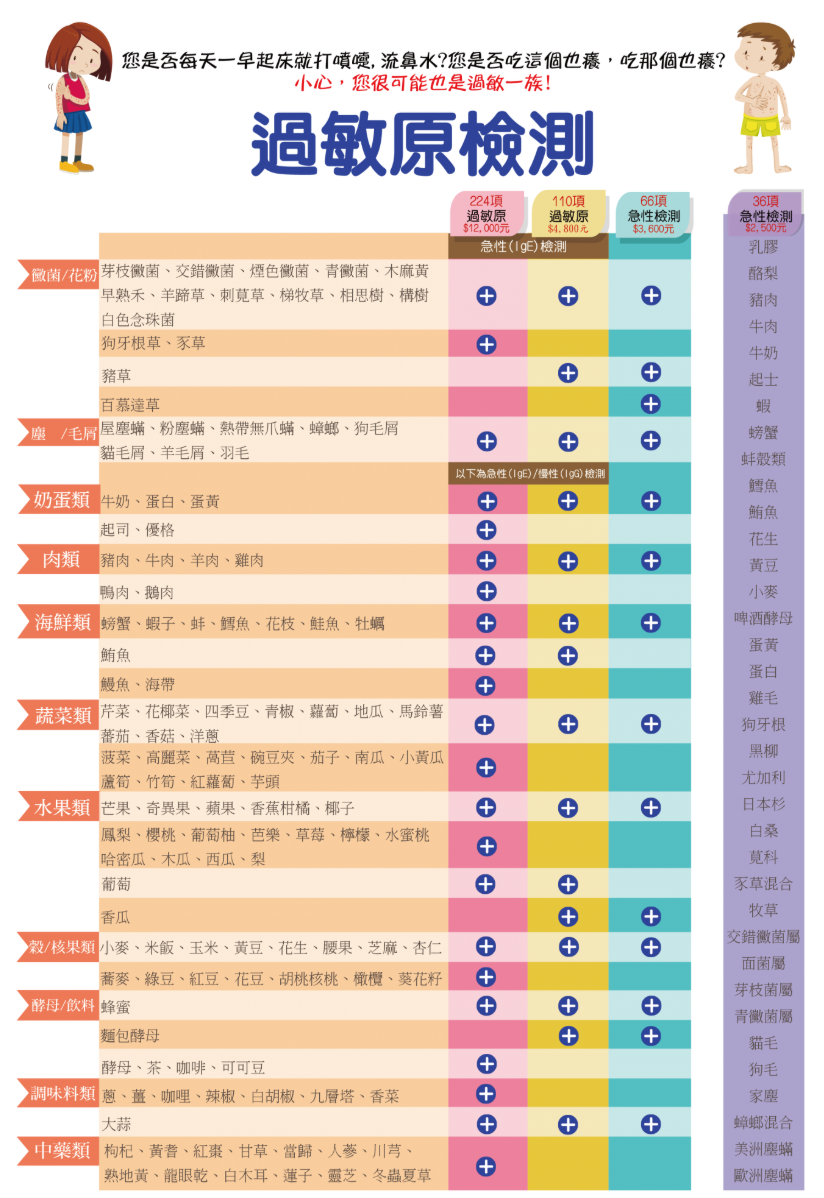 您是否每天一早起床就打噴嚏,流鼻水?您是否吃這個也癢，吃那個也癢?
小心，您很可能也是過敏一族!
過敏原檢測
224項
過敏原
$12,000元
110項
過敏原
$4,800元
66項
急性檢測
$3,600元
36項
急性檢測
$2,500元
急性(IgE)檢測
黴菌/花粉
芽枝黴菌、交錯黴菌、煙色黴菌、青黴菌、木麻黃
早熟禾、羊蹄草、刺莧草、梯牧草、相思樹、構樹
白色念珠菌
狗牙根草、豕草
豬草
百慕達草
塵 /毛屑
屋塵蟎、粉塵蟎、熱帶無爪蟎、蟑螂、狗毛屑
貓毛屑、羊毛屑、羽毛
以下為急性(IgE)/慢性(IgG)檢測
奶蛋類
牛奶、蛋白、蛋黃
起司、優格
肉類
豬肉、牛肉、羊肉、雞肉
鴨肉、鵝肉
海鮮類
螃蟹、蝦子、蚌、鱈魚、花枝、鮭魚、牡蠣
鮪魚
鰻魚、海帶
蔬菜類
芹菜、花椰菜、四季豆、青椒、蘿蔔、地瓜、馬鈴薯
蕃茄、香菇、洋蔥
菠菜、高麗菜、萵苣、碗豆夾、茄子、南瓜、小黃瓜
蘆筍、竹筍、紅蘿蔔、芋頭
水果類
芒果、奇異果、蘋果、香蕉柑橘、椰子
鳳梨、櫻桃、葡萄柚、芭樂、草莓、檸檬、水蜜桃
哈密瓜、木瓜、西瓜、梨
葡萄
香瓜
穀/核果類
小麥、米飯、玉米、黃豆、花生、腰果、芝麻、杏仁
蕎麥、綠豆、紅豆、花豆、胡桃核桃、橄欖、葵花籽
酵母/飲料
蜂蜜
麵包酵母
酵母、茶、咖啡、可可豆
調味料類
蔥、薑、咖哩、辣椒、白胡椒、九層塔、香菜
大蒜
中藥類
枸杞、黃耆、紅棗、甘草、當歸、人蔘、川芎、
熟地黃、龍眼乾、白木耳、蓮子、靈芝、冬蟲夏草
乳膠
酪梨
豬肉
牛肉
牛奶
起士
蝦
螃蟹
蚌殼類
鱈魚
鮪魚
花生
黃豆
小麥
啤酒酵母
蛋黃
蛋白
雞毛
狗牙根
黑柳
尤加利
日本杉
白桑
莧科
豕草混合
牧草
交錯黴菌屬
面菌屬
芽枝菌屬
青黴菌屬
貓毛
狗毛
家塵
蟑螂混合
美洲塵蟎
歐洲塵蟎